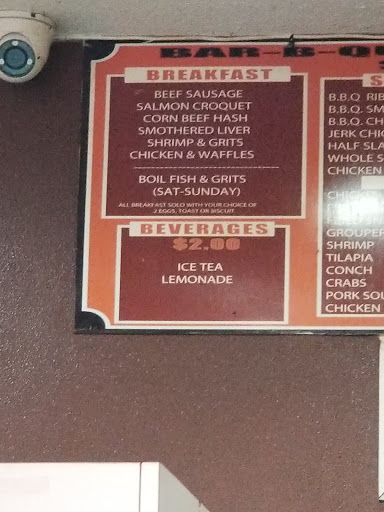 BAR-B-Q
BREAKFAST
BEEF SAUSAGE
SALMON CROQUET
CORN BEEF HASH
SMOTHERED LIVER
SHRIMP & GRITS
CHICKEN & WAFFLES
BOIL FISH & GRITS
(SAT-SUNDAY)
ALL BREAKFAST SOLD WITH YOUR CHOICE OF
2 EGGS, TOAST OR BISCUIT
BEVERAGES
$2.00
ICE TEA
LEMONADE
S
B.B.Q RIB
B.B.Q. SM
B.B.Q. CH
JERK CHIC
HALF SLA
WHOLE S
CHICKEN
GROUPER
SHRIMP
TILAPIA
CONCH
CRABS
PORK SOU
CHICKEN